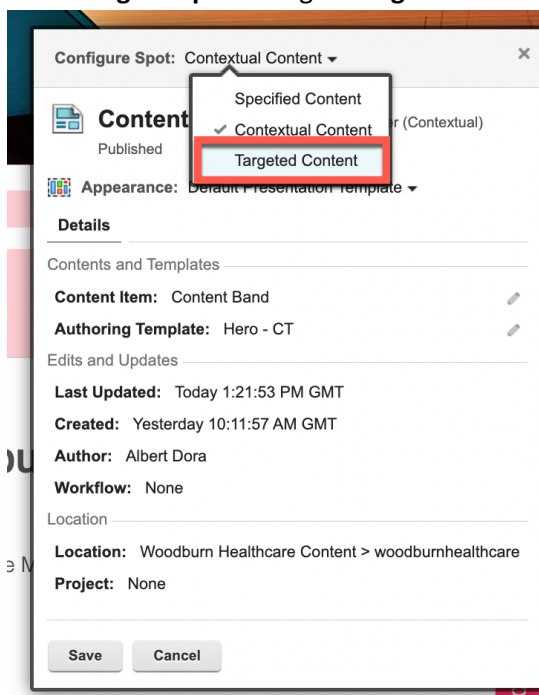 Configure Spot: Contextual Content
Specified Content
Contextual Content
Targeted Content
Content
er (Contextual)
Published
Appearance: Default Presentation Template
Details
Contents and Templates
Content Item: Content Band
Authoring Template: Hero - CT
Edits and Updates
Last Updated: Today 1:21:53 PM GMT
Created: Yesterday 10:11:57 AM GMT
Author: Albert Dora
Workflow: None
Location
Location: Woodburn Healthcare Content > woodburnhealthcare
Project: None
Save Cancel